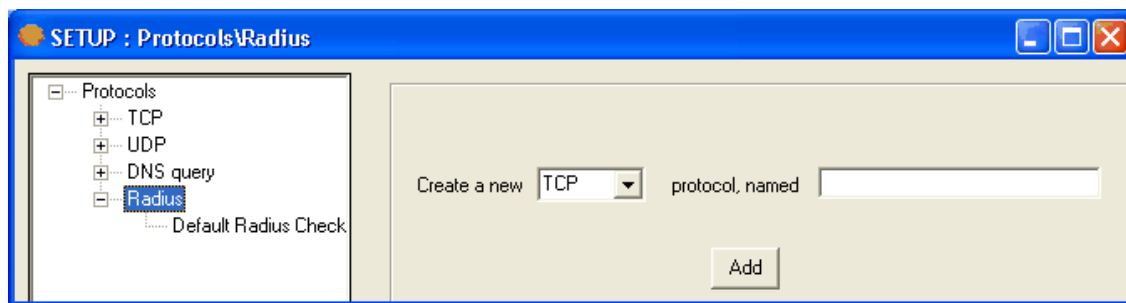 SETUP : Protocols\Radius
Protocols
TCP
UDP
DNS query
Radius
Default Radius Check
Create a new TCP protocol, named
Add